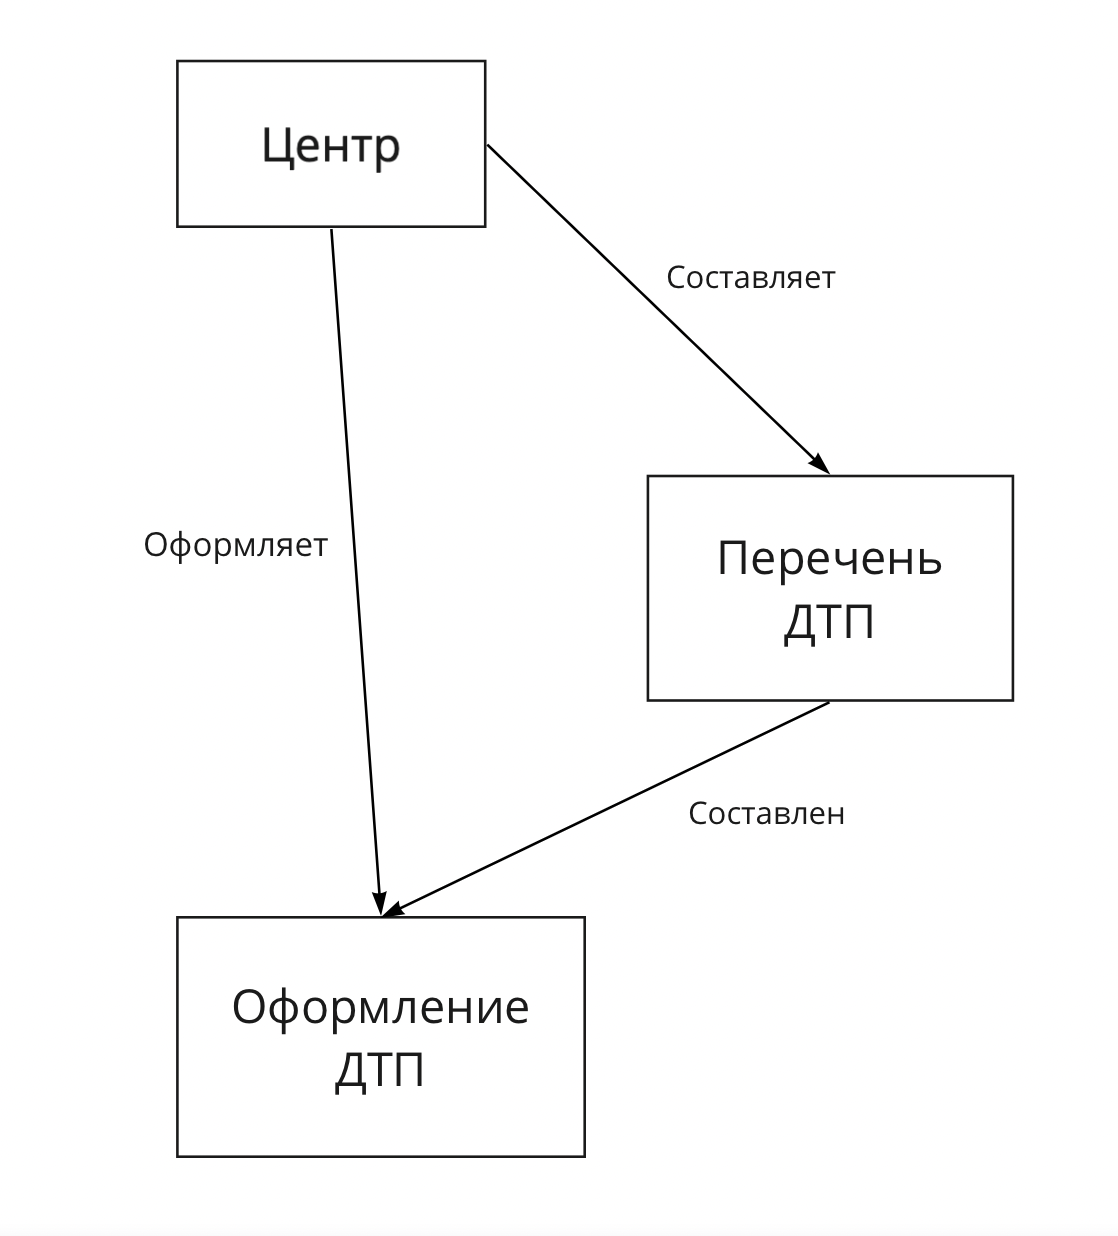 Центр
Составляет
Оформляет
Перечень
ДТП
Составлен
Оформление
ДТП